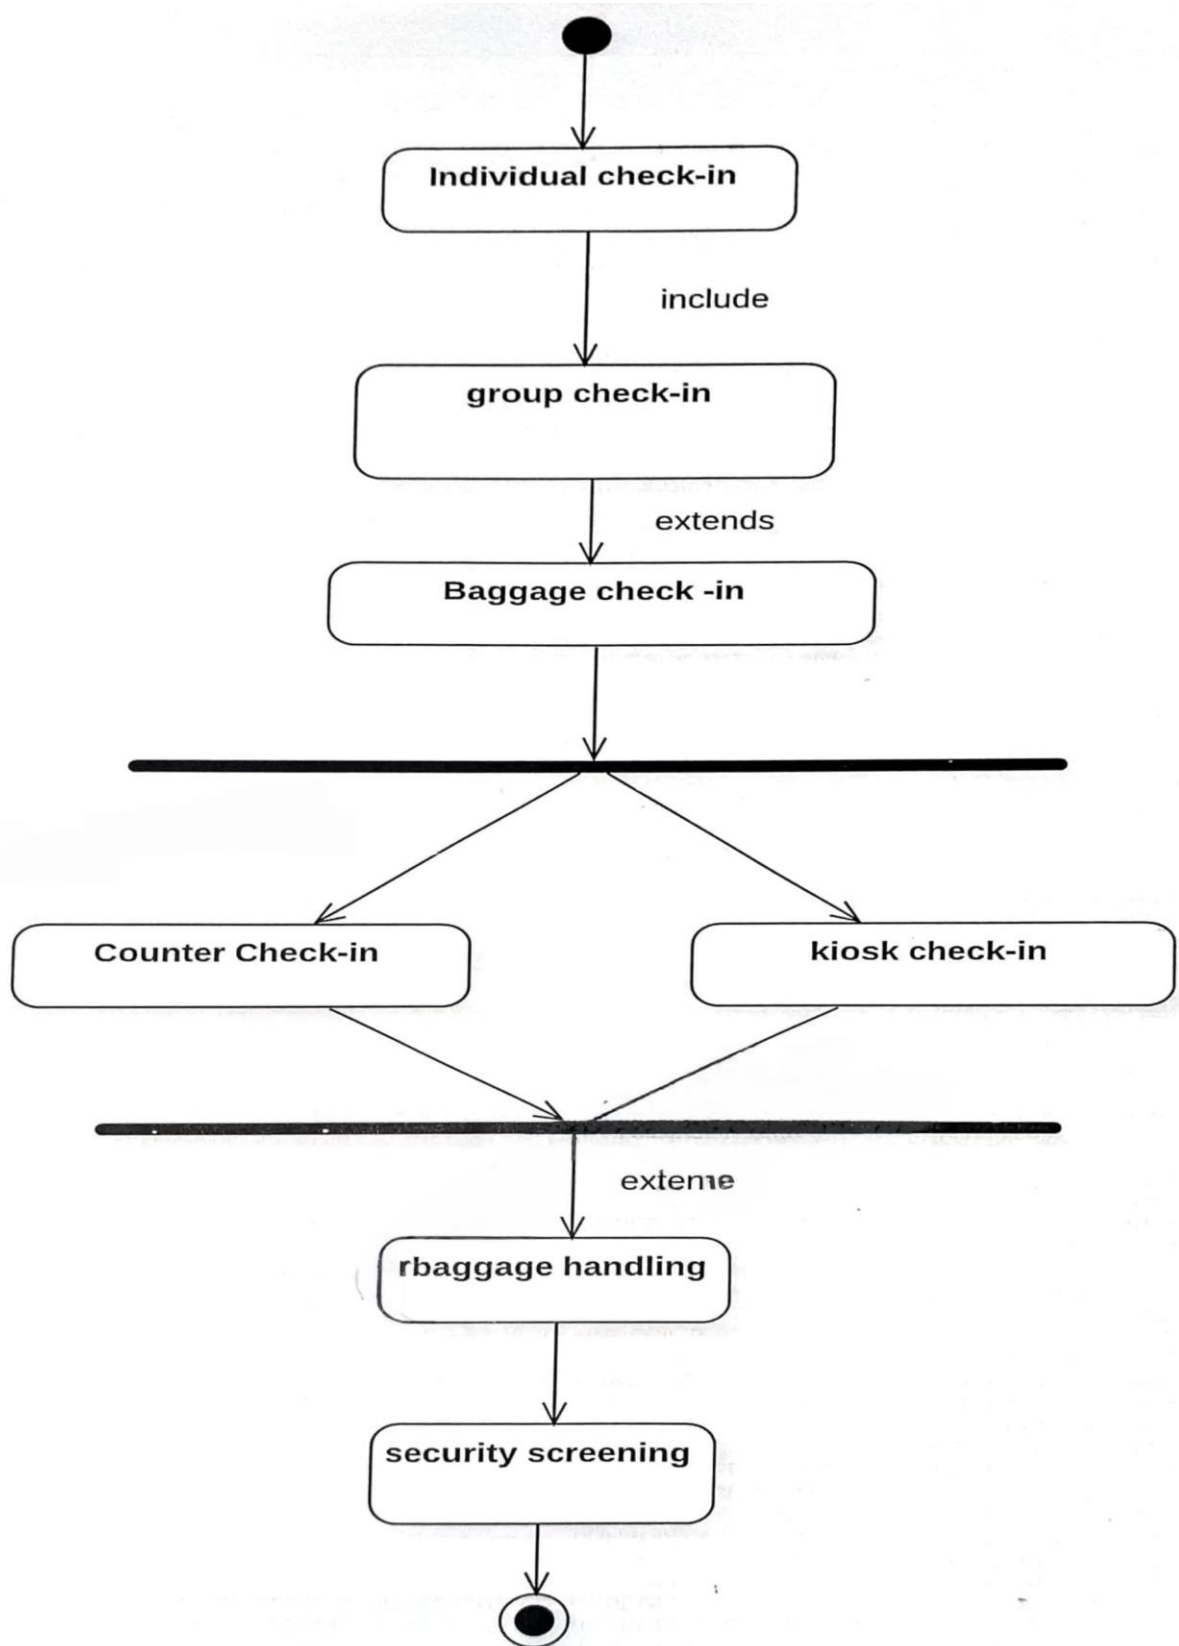 Individual check-in
include
group check-in
extends
Baggage check -in
Counter Check-in
kiosk check-in
rbaggage handling
security screening